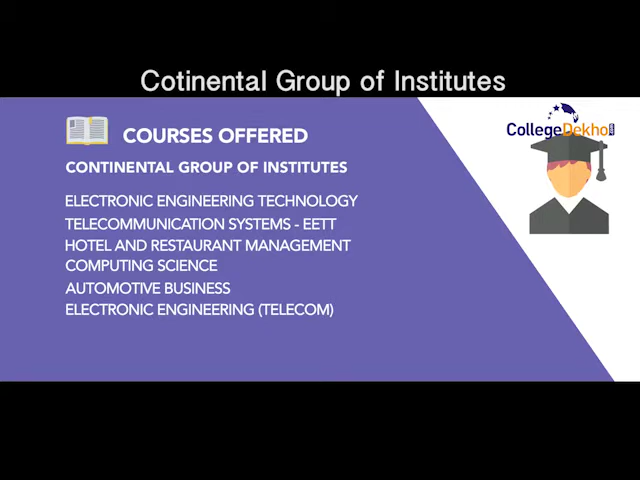 Cotinental Group of Institutes
CollegeDekho.com
COURSES OFFERED
CONTINENTAL GROUP OF INSTITUTES
ELECTRONIC ENGINEERING TECHNOLOGY
TELECOMMUNICATION SYSTEMS - EETT
HOTEL AND RESTAURANT MANAGEMENT
COMPUTING SCIENCE
AUTOMOTIVE BUSINESS
ELECTRONIC ENGINEERING (TELECOM)